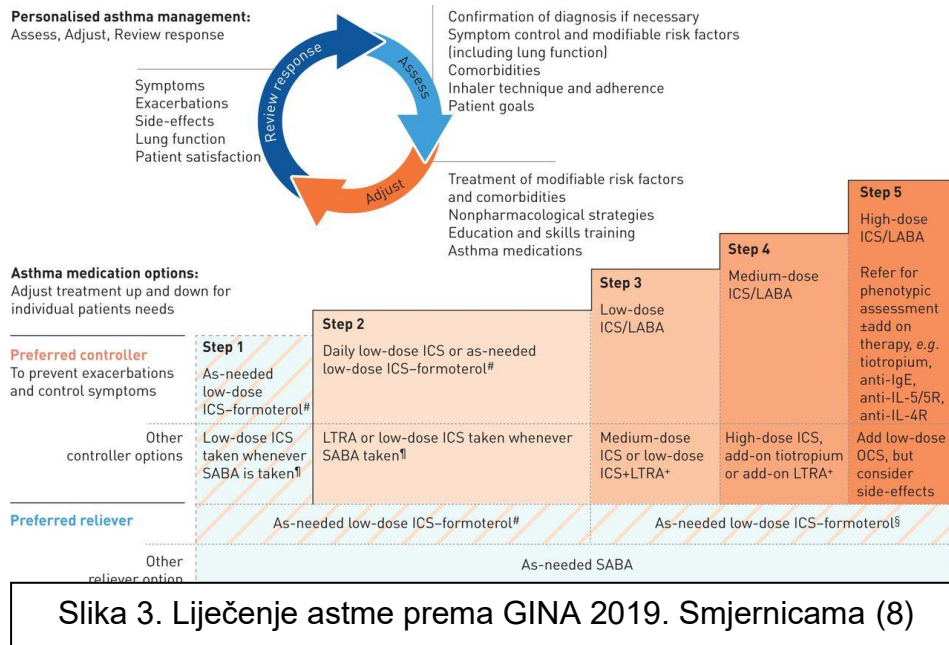 Personalised asthma management:
Assess, Adjust, Review response
Symptoms
Exacerbations
Side-effects
Lung function
Patient satisfaction
Review response
Assess
Adjust
Confirmation of diagnosis if necessary
Symptom control and modifiable risk factors
(including lung function)
Comorbidities
Inhaler technique and adherence
Patient goals
Treatment of modifiable risk factors
and comorbidities
Nonpharmacological strategies
Education and skills training
Asthma medications
Asthma medication options:
Adjust treatment up and down for
individual patients needs
Preferred controller
To prevent exacerbations
and control symptoms
Step 1
As-needed
low-dose
ICS–formoterol#
Step 2
Daily low-dose ICS or as-needed
low-dose ICS–formoterol#
Step 3
Low-dose
ICS/LABA
Step 4
Medium-dose
ICS/LABA
Step 5
High-dose
ICS/LABA
Refer for
phenotypic
assessment
±add on
therapy, e.g.
tiotropium,
anti-IgE,
anti-IL-5/5R,
anti-IL-4R
Other
controller options
Low-dose ICS
taken whenever
SABA is taken¶
LTRA or low-dose ICS taken whenever
SABA taken¶
Medium-dose
ICS or low-dose
ICS+LTRA⁺
High-dose ICS,
add-on tiotropium
or add-on LTRA⁺
Add low-dose
OCS, but
consider
side-effects
Preferred reliever
As-needed low-dose ICS–formoterol#
As-needed low-dose ICS–formoterol§
Other
reliever option
As-needed SABA
Slika 3. Liječenje astme prema GINA 2019. Smjernicama (8)